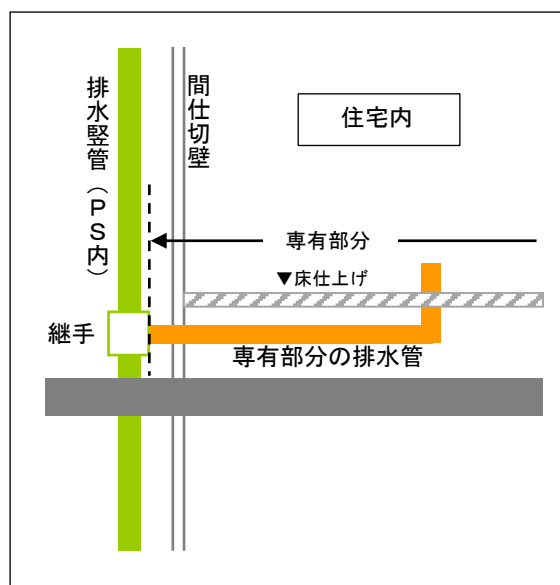 排水竪管（ＰＳ内）
間仕切壁
住宅内
専有部分
▼床仕上げ
継手
専有部分の排水管